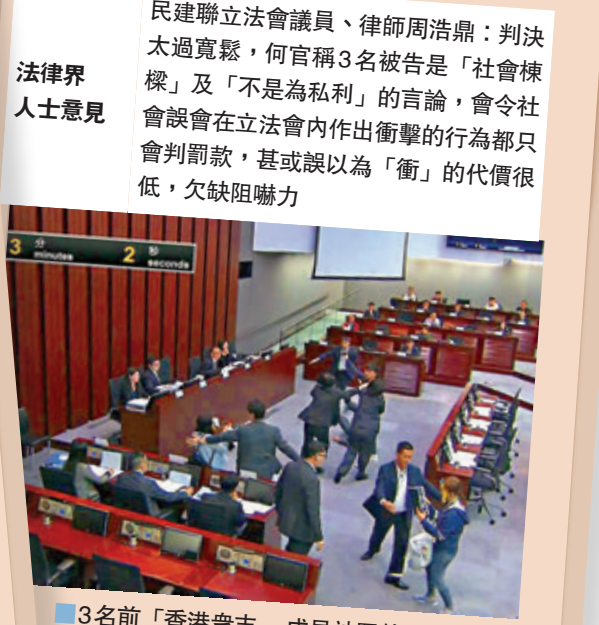 民建聯立法會議員、律師周浩鼎：判決
太過寬鬆，何官稱3名被告是「社會棟
樑」及「不是為私利」的言論，會令社
會誤會在立法會內作出衝擊的行為都只
會判罰款，甚或誤以為「衝」的代價很
低，欠缺阻嚇力
法律界
人士意見
3 分 minutes 2 秒 seconds
3名前「香港眾志」成員